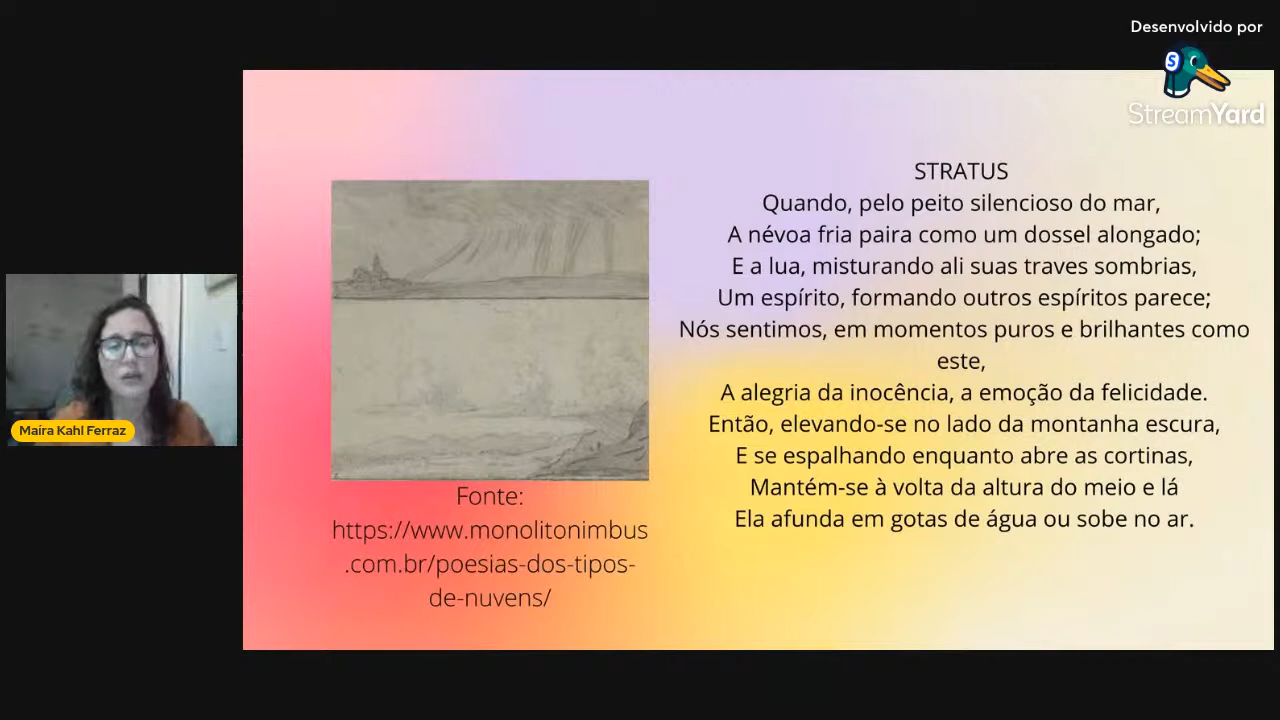 Desenvolvido por
S
StreamYard
STRATUS
Quando, pelo peito silencioso do mar,
A névoa fria paira como um dossel alongado;
E a lua, misturando ali suas traves sombrias,
Um espírito, formando outros espíritos parece;
Nós sentimos, em momentos puros e brilhantes como
este,
A alegria da inocência, a emoção da felicidade.
Então, elevando-se no lado da montanha escura,
E se espalhando enquanto abre as cortinas,
Mantém-se à volta da altura do meio e lá
Ela afunda em gotas de água ou sobe no ar.
Fonte:
https://www.monolitonimbus
.com.br/poesias-dos-tipos-
de-nuvens/
Maíra Kahl Ferraz